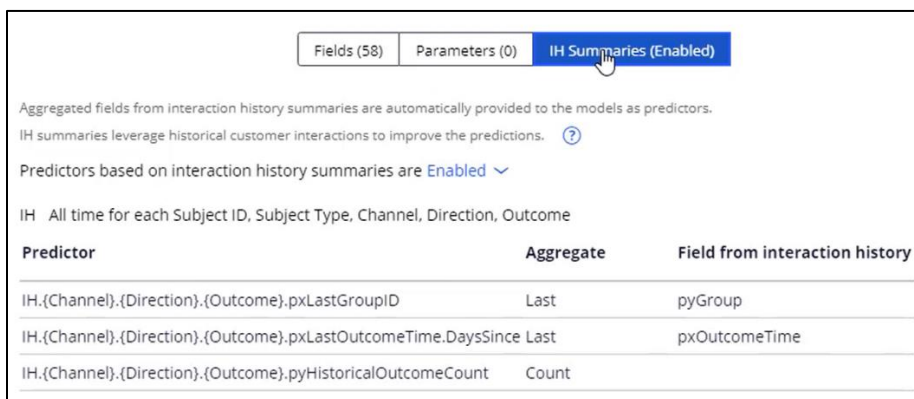 Fields (58) Parameters (0) IH Summaries (Enabled)
Aggregated fields from interaction history summaries are automatically provided to the models as predictors.
IH summaries leverage historical customer interactions to improve the predictions. ?
Predictors based on interaction history summaries are Enabled
IH All time for each Subject ID, Subject Type, Channel, Direction, Outcome
Predictor Aggregate Field from interaction history
IH.{Channel}.{Direction}.{Outcome}.pxLastGroupID Last pyGroup
IH.{Channel}.{Direction}.{Outcome}.pxLastOutcomeTime.DaysSince Last pxOutcomeTime
IH.{Channel}.{Direction}.{Outcome}.pyHistoricalOutcomeCount Count